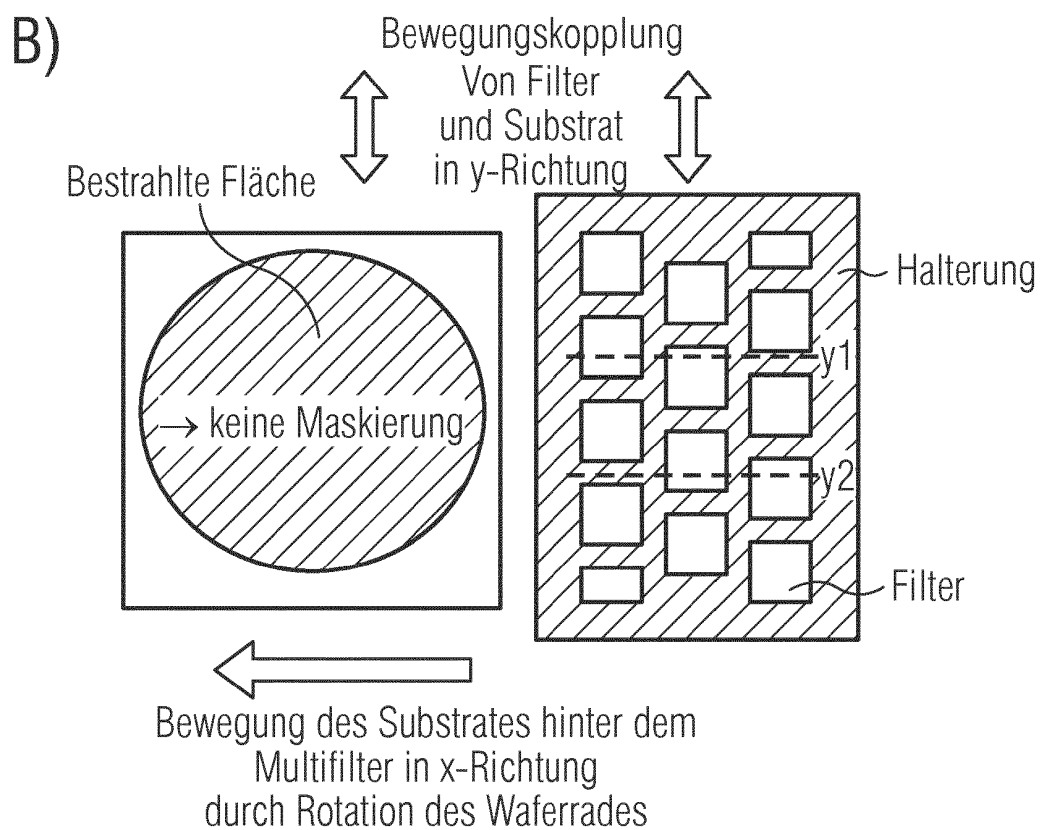 B)
Bewegungskopplung
Von Filter
und Substrat
in y-Richtung
Bestrahlte Fläche
Halterung
y1
→ keine Maskierung
y2
Filter
Bewegung des Substrates hinter dem
Multifilter in x-Richtung
durch Rotation des Waferrades